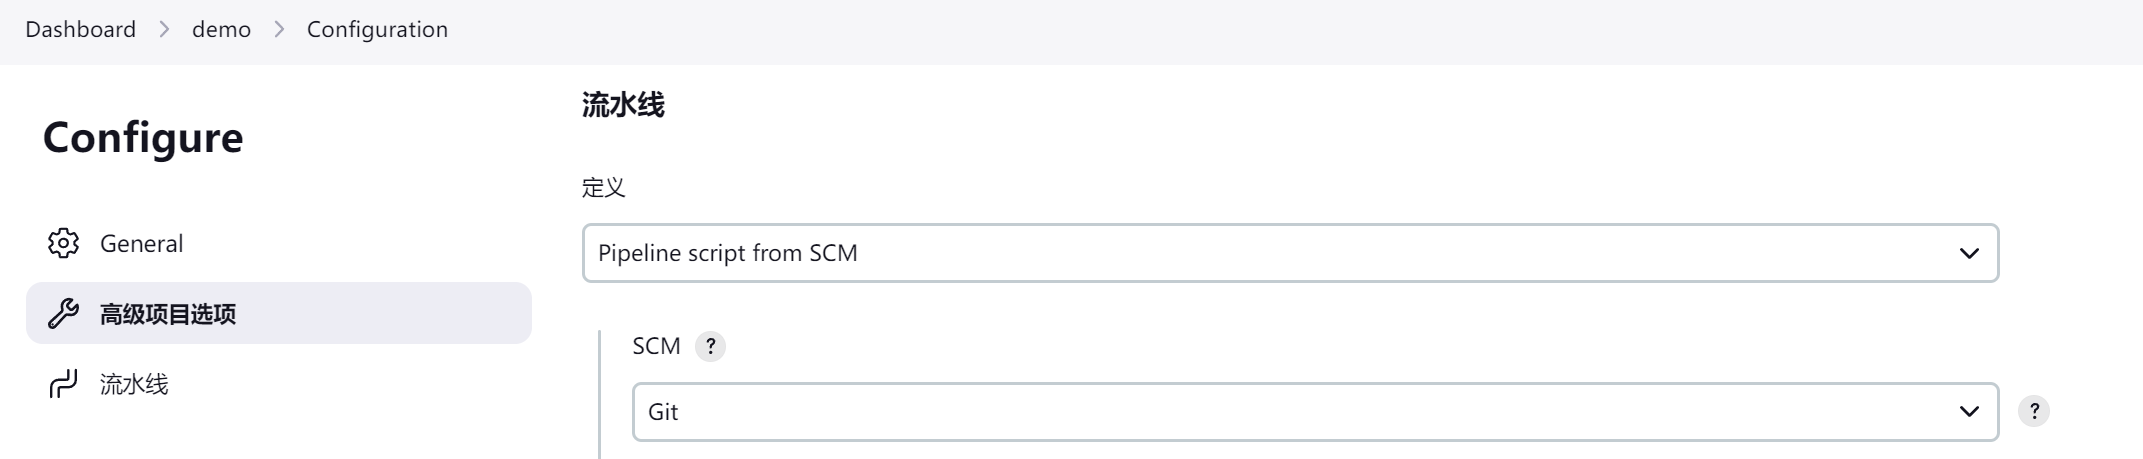 Dashboard > demo > Configuration
Configure
General
高级项目选项
流水线
流水线
定义
Pipeline script from SCM
SCM ?
Git
?